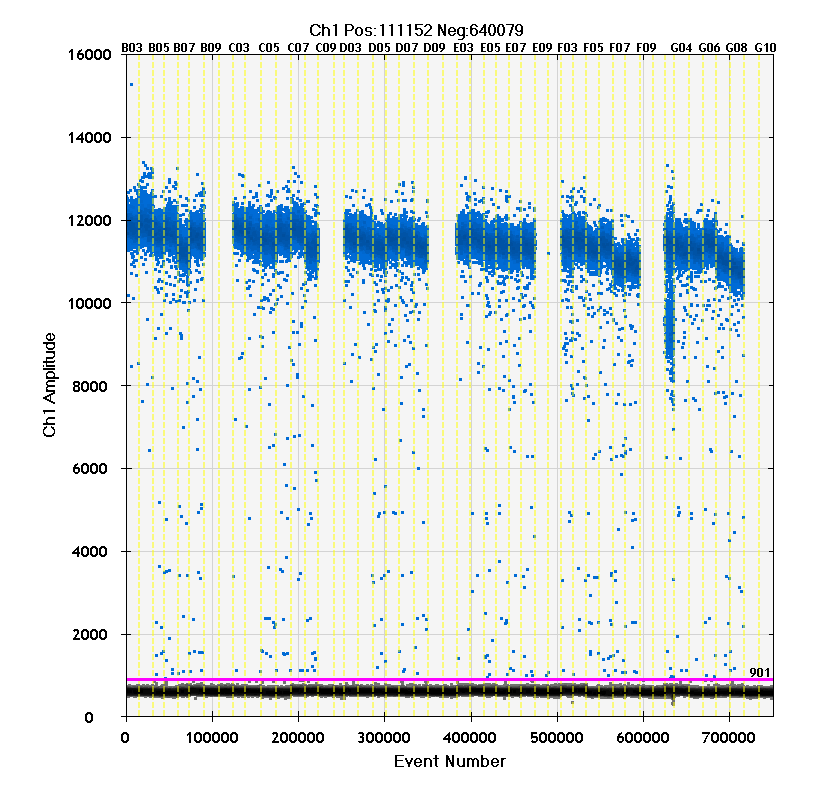 Ch1 Pos:111152 Neg:640079
B03 B05 B07 B09 C03 C05 C07 C09 D03 D05 D07 D09 E03 E05 E07 E09 F03 F05 F07 F09 G04 G06 G08 G10
16000
14000
12000
10000
8000
6000
4000
2000
0
Ch1 Amplitude
901
0 100000 200000 300000 400000 500000 600000 700000
Event Number